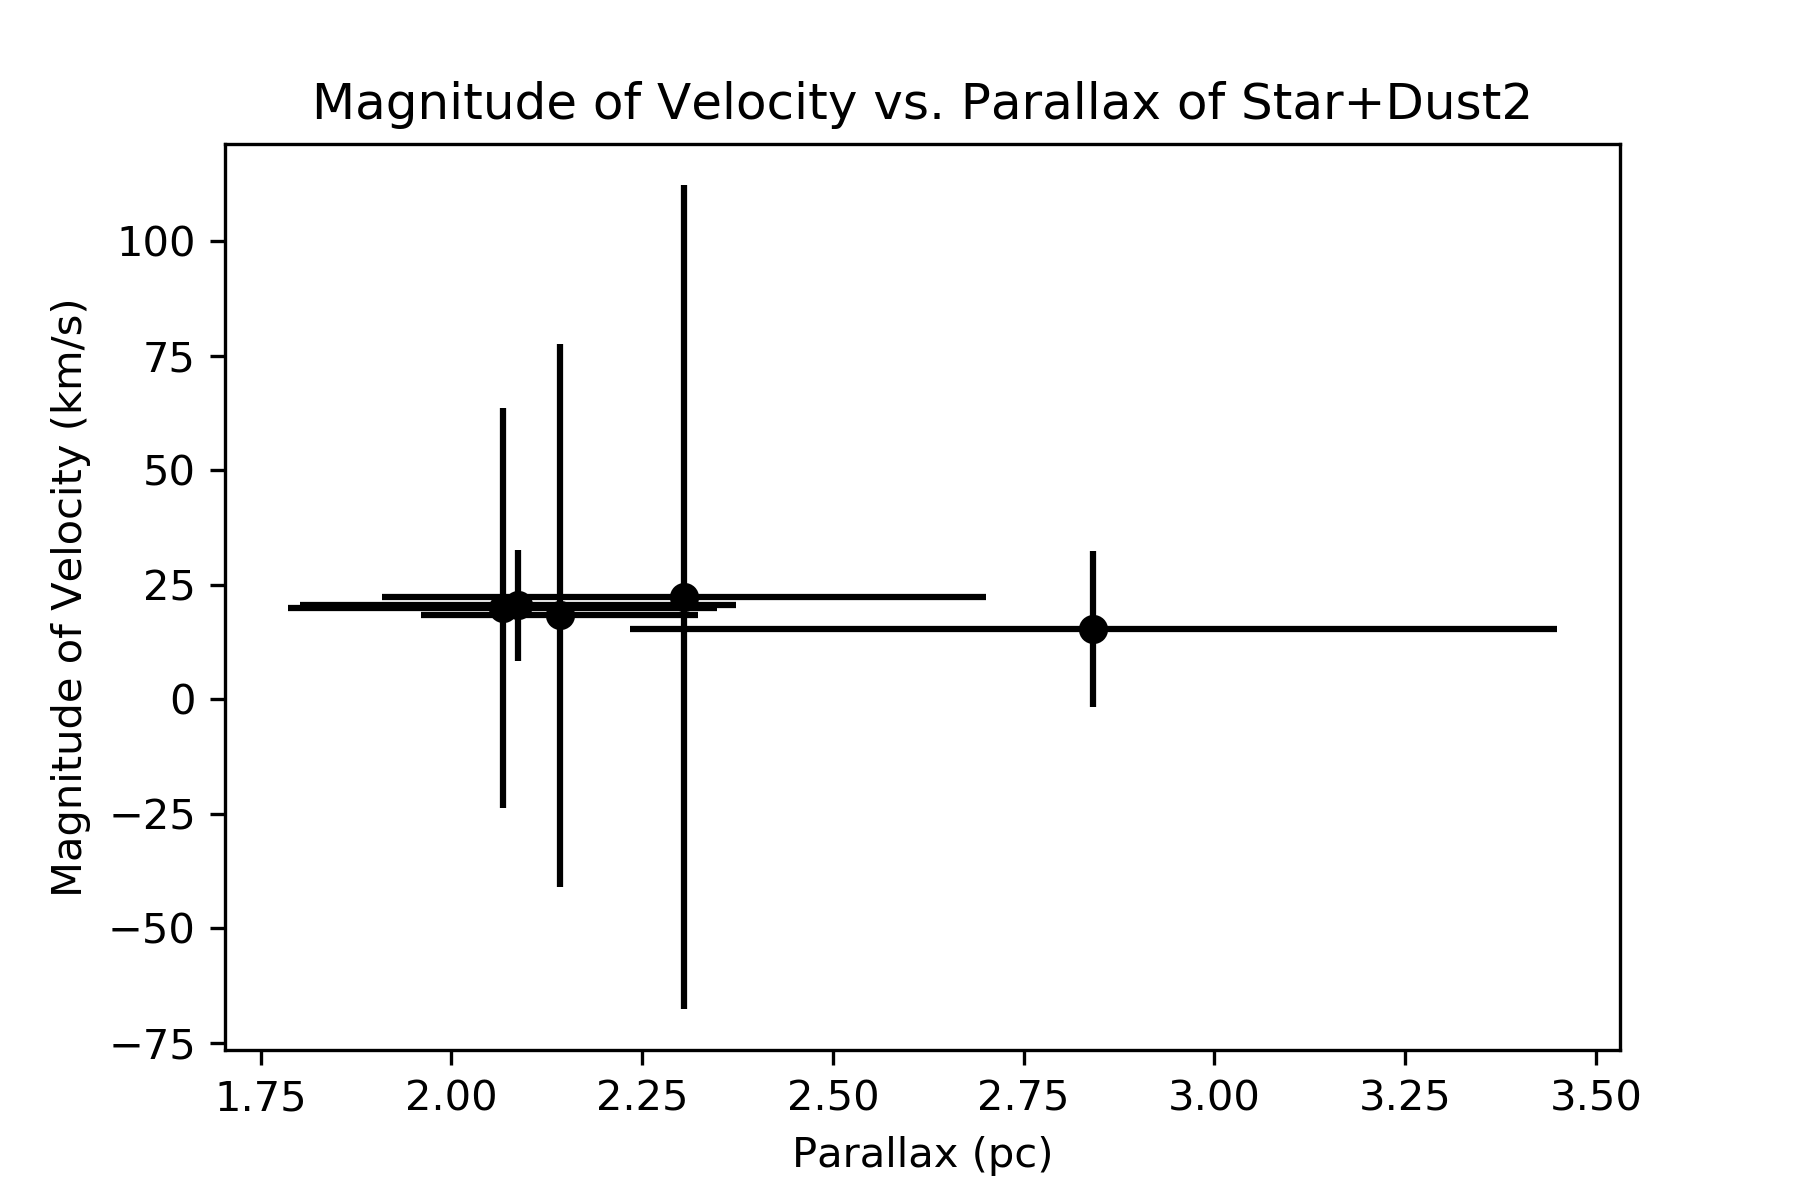 Magnitude of Velocity vs. Parallax of Star+Dust2
Magnitude of Velocity (km/s)
100
75
50
25
0
−25
−50
−75
1.75 2.00 2.25 2.50 2.75 3.00 3.25 3.50
Parallax (pc)